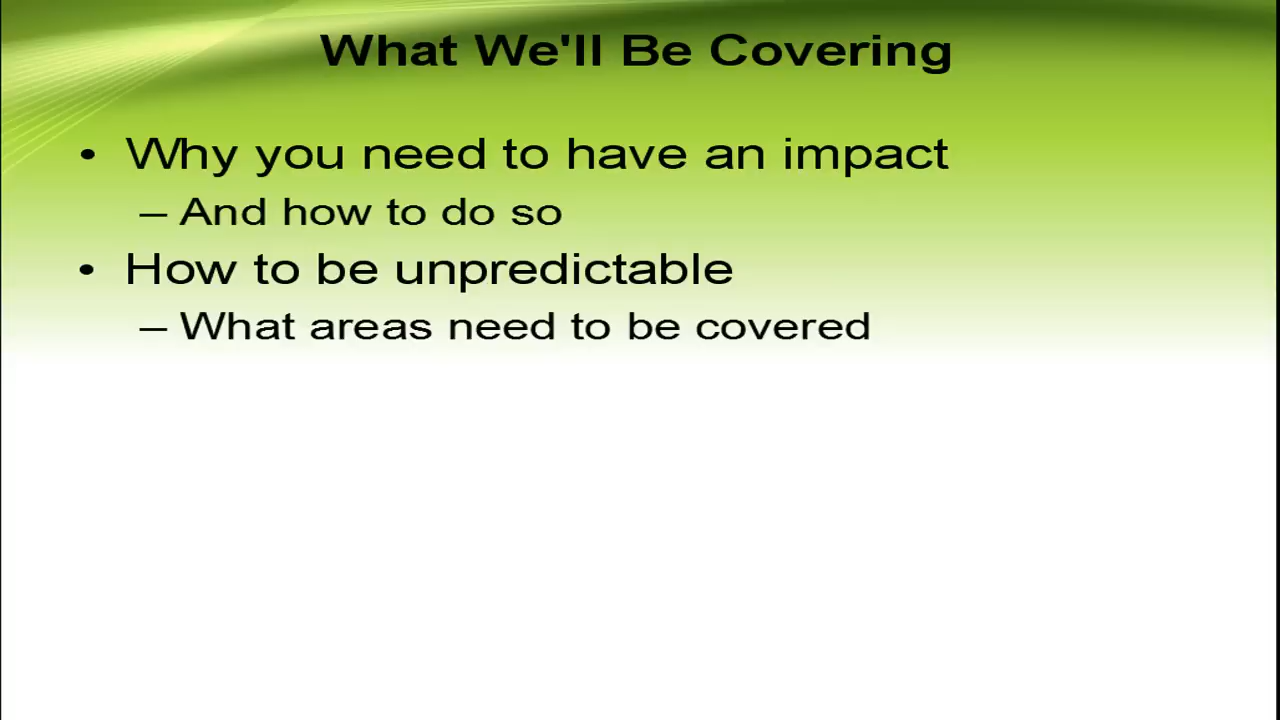 What We'll Be Covering
• Why you need to have an impact
– And how to do so
• How to be unpredictable
– What areas need to be covered